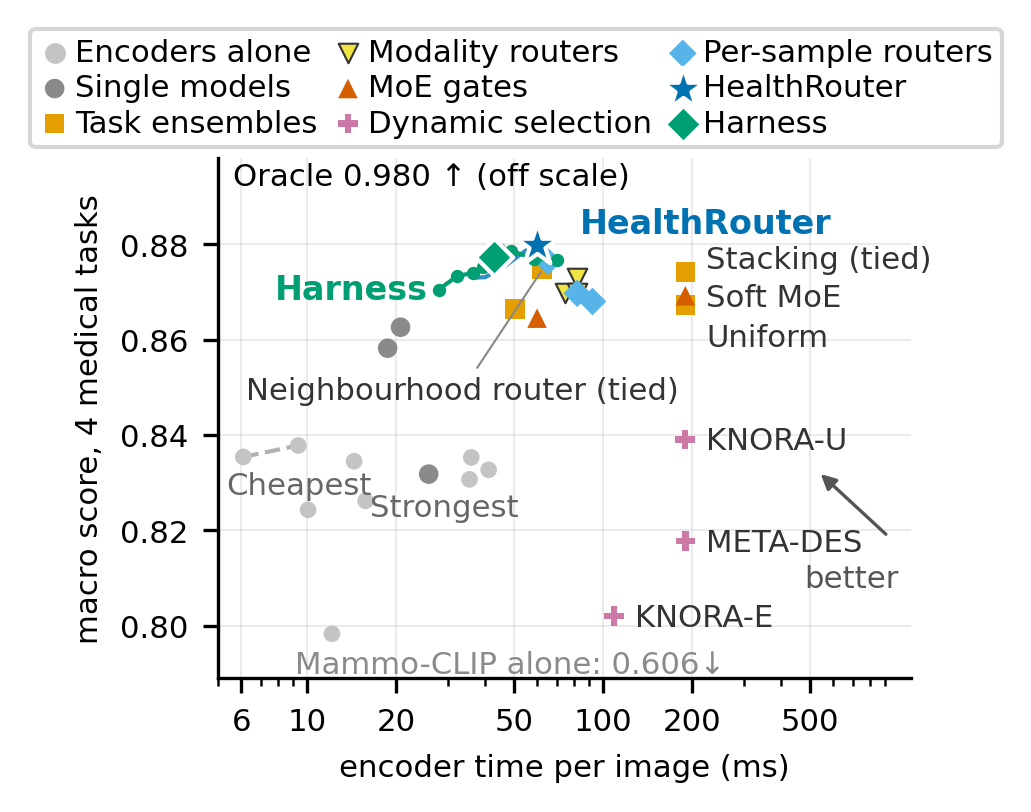 Encoders alone
Modality routers
Per-sample routers
Single models
MoE gates
HealthRouter
Task ensembles
Dynamic selection
Harness
Oracle 0.980 ↑ (off scale)
HealthRouter
0.88
Stacking (tied)
Harness
Soft MoE
0.86
Uniform
Neighbourhood router (tied)
0.84
KNORA-U
Cheapest
Strongest
0.82
META-DES
better
0.80
KNORA-E
Mammo-CLIP alone: 0.606↓
macro score, 4 medical tasks
6 10 20 50 100 200 500
encoder time per image (ms)